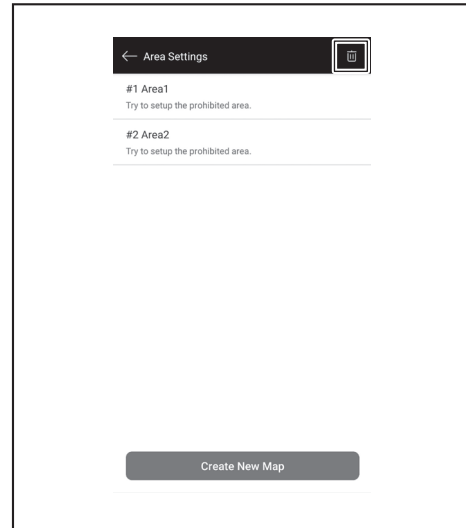 Area Settings
#1 Area1
Try to setup the prohibited area.
#2 Area2
Try to setup the prohibited area.
Create New Map